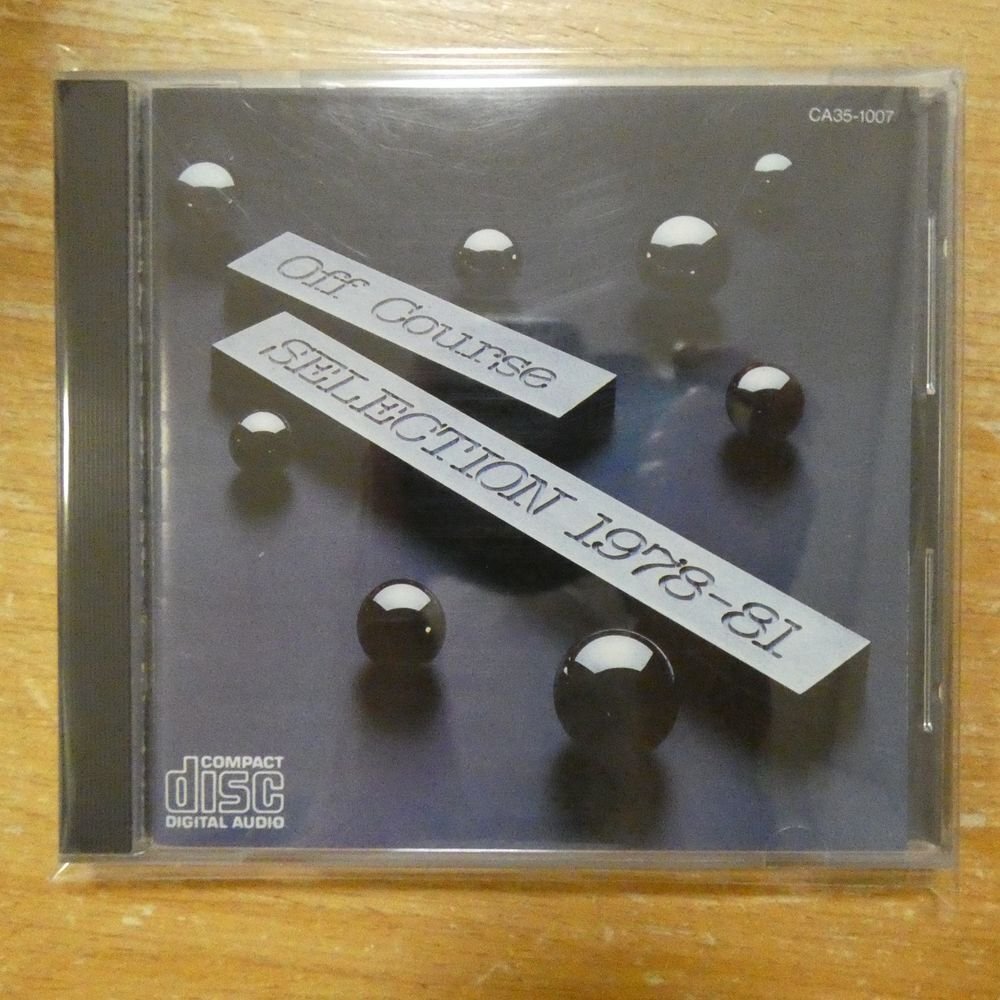 CA35-1007
Off Course
SELECTION 1978-81
COMPACT
disc
DIGITAL AUDIO